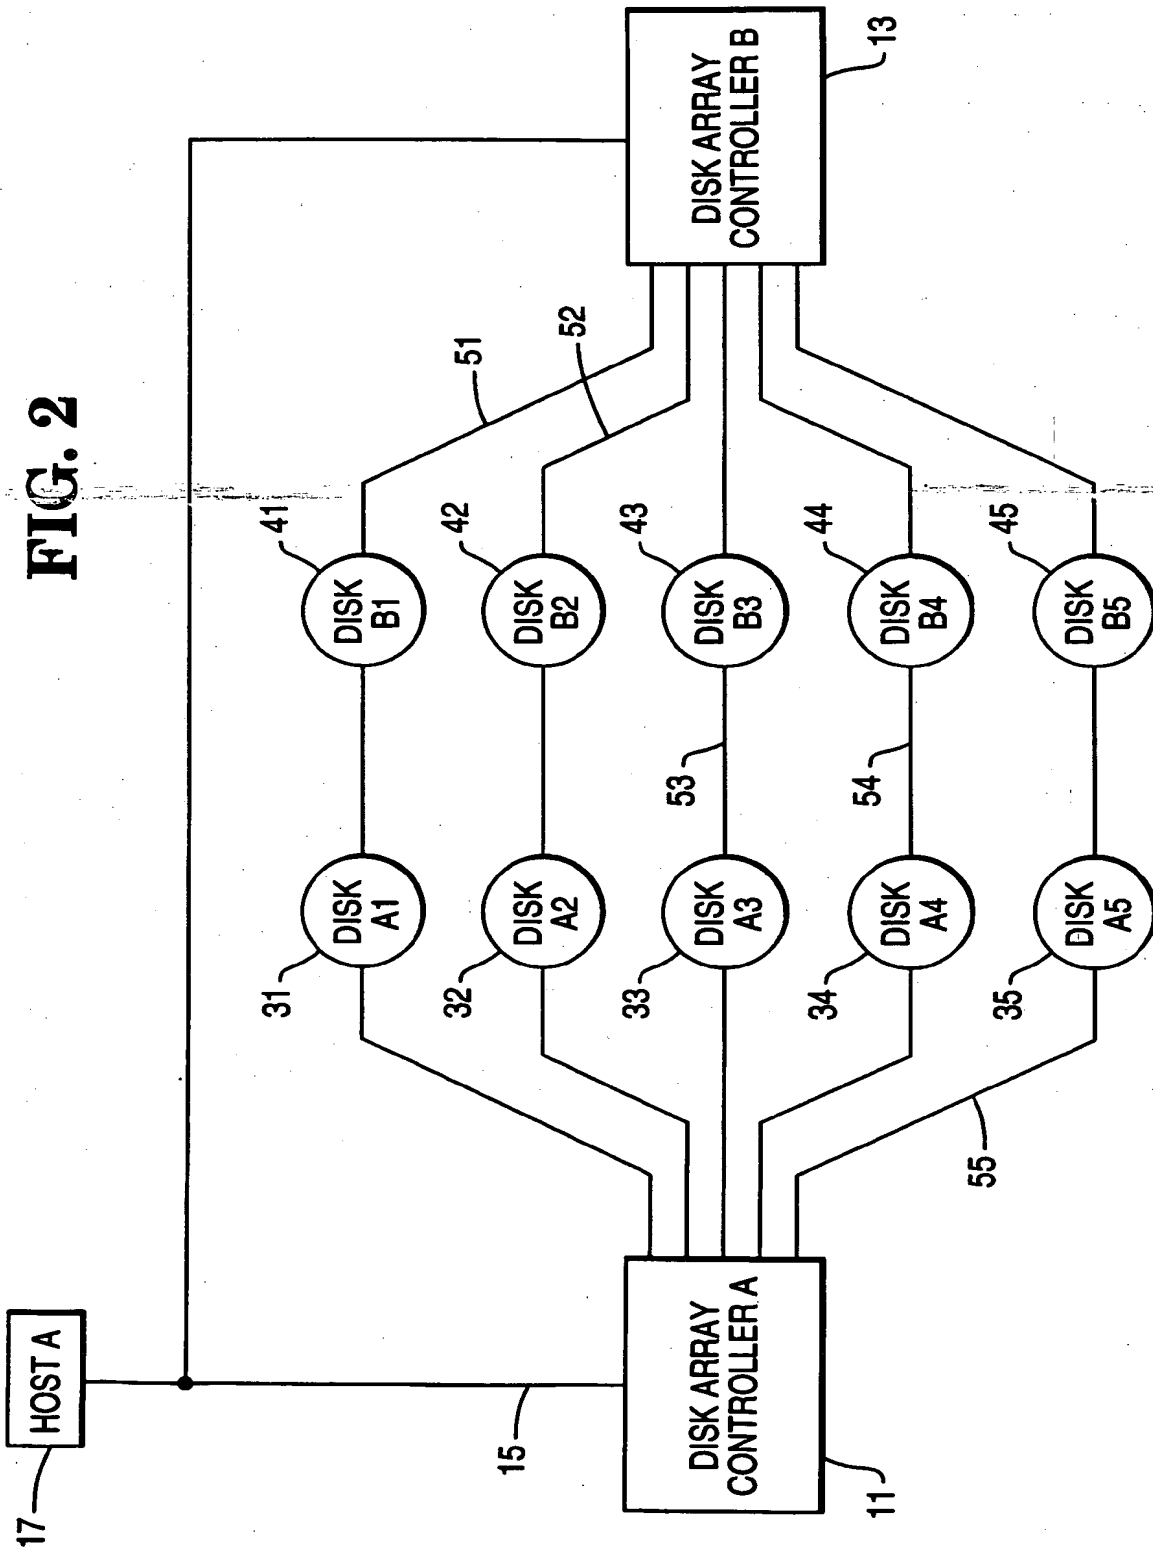 FIG. 2
17
HOST A
15
DISK ARRAY
CONTROLLER A
11
DISK ARRAY
CONTROLLER B
13
31
DISK
A1
41
DISK
B1
51
32
DISK
A2
42
DISK
B2
52
33
DISK
A3
53
43
DISK
B3
34
DISK
A4
54
44
DISK
B4
35
DISK
A5
55
45
DISK
B5